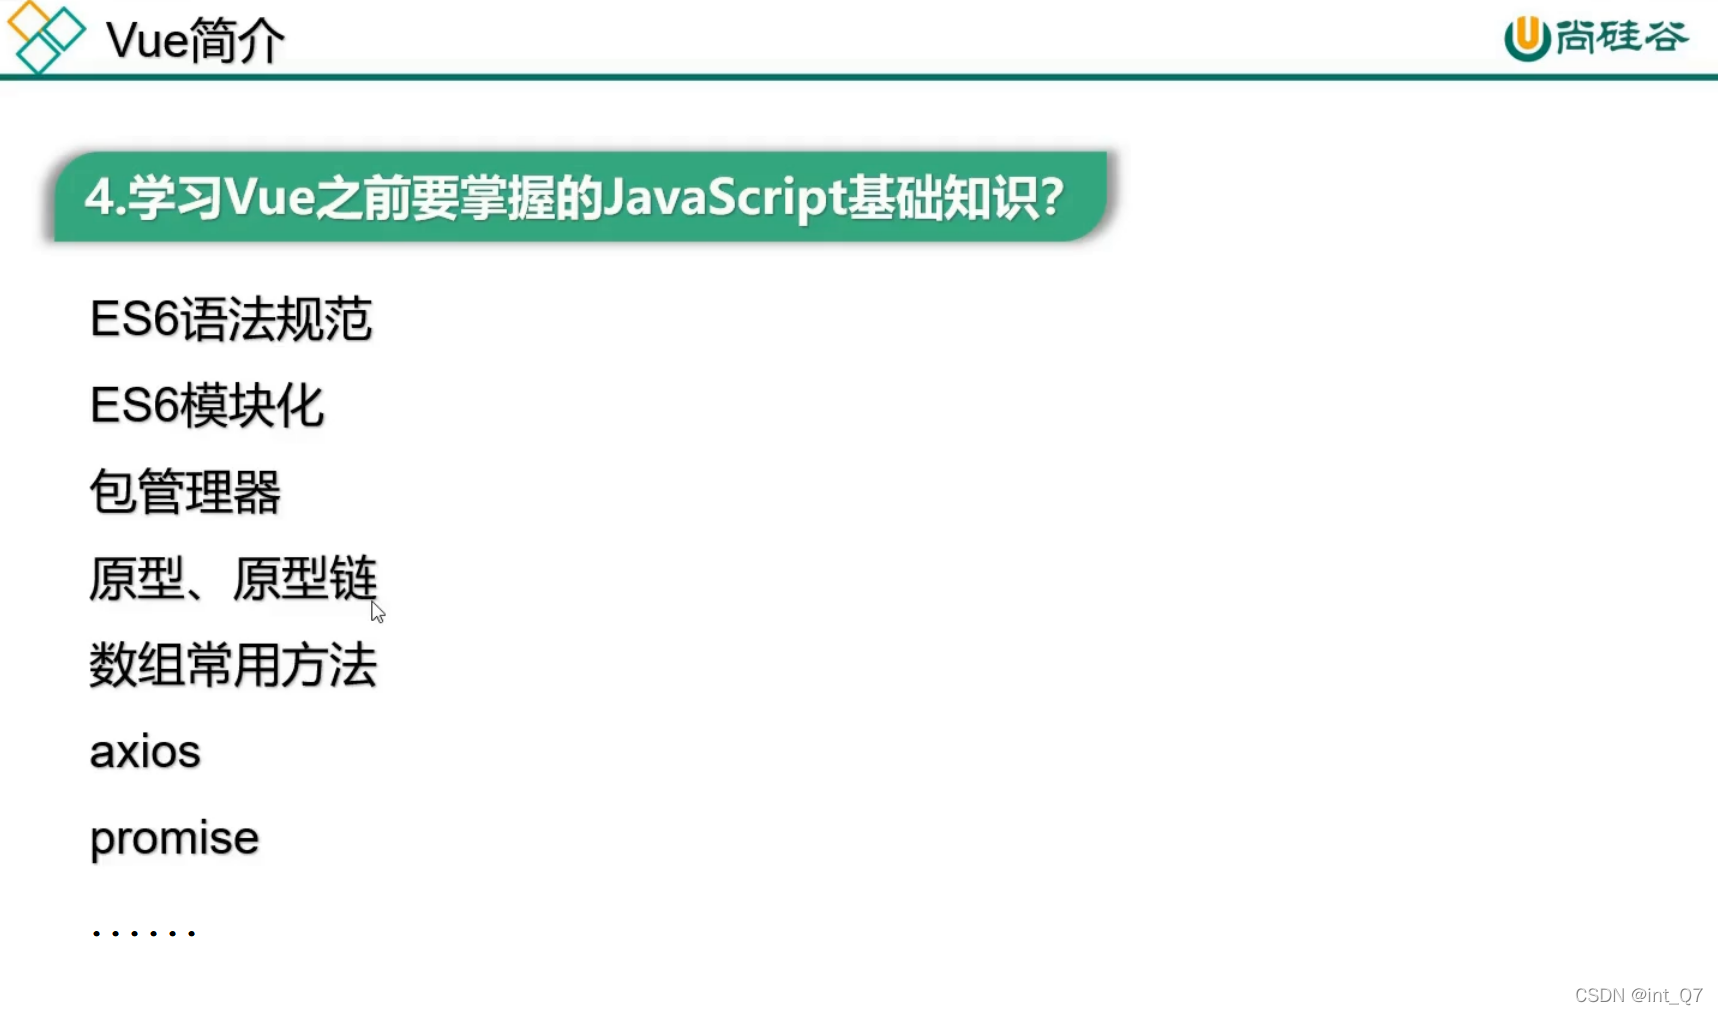 Vue简介
尚硅谷
4.学习Vue之前要掌握的JavaScript基础知识?
ES6语法规范
ES6模块化
包管理器
原型、原型链
数组常用方法
axios
promise
······
CSDN @int_Q7